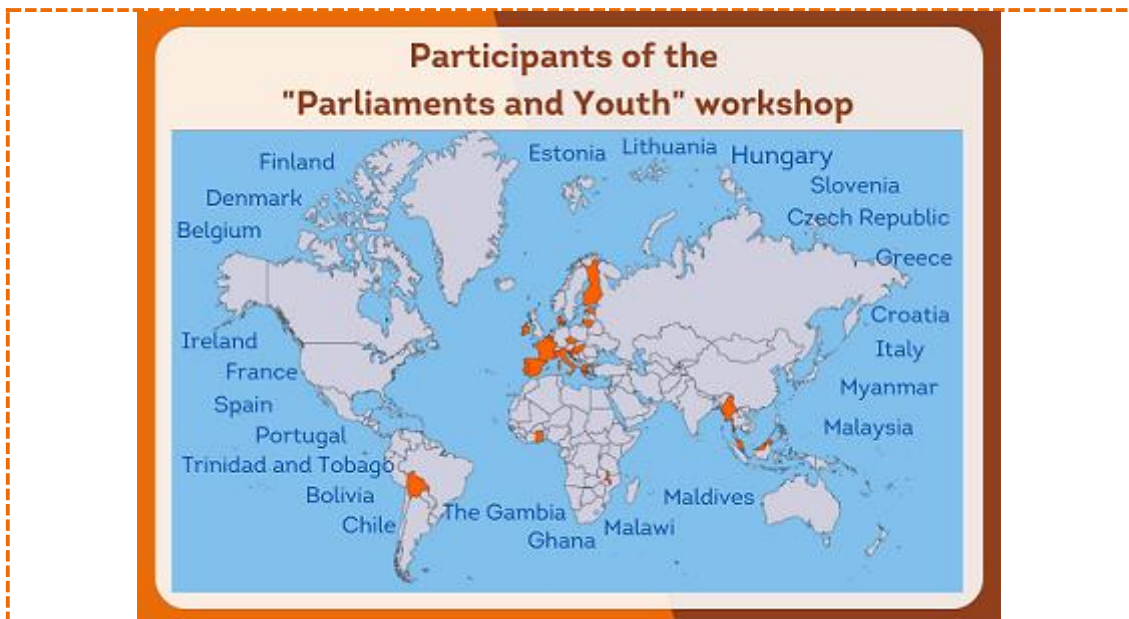 Participants of the
"Parliaments and Youth" workshop
Finland
Denmark
Belgium
Estonia
Lithuania
Hungary
Slovenia
Czech Republic
Greece
Croatia
Italy
Myanmar
Malaysia
Ireland
France
Spain
Portugal
Trinidad and Tobago
Bolivia
Chile
The Gambia
Ghana
Malawi
Maldives